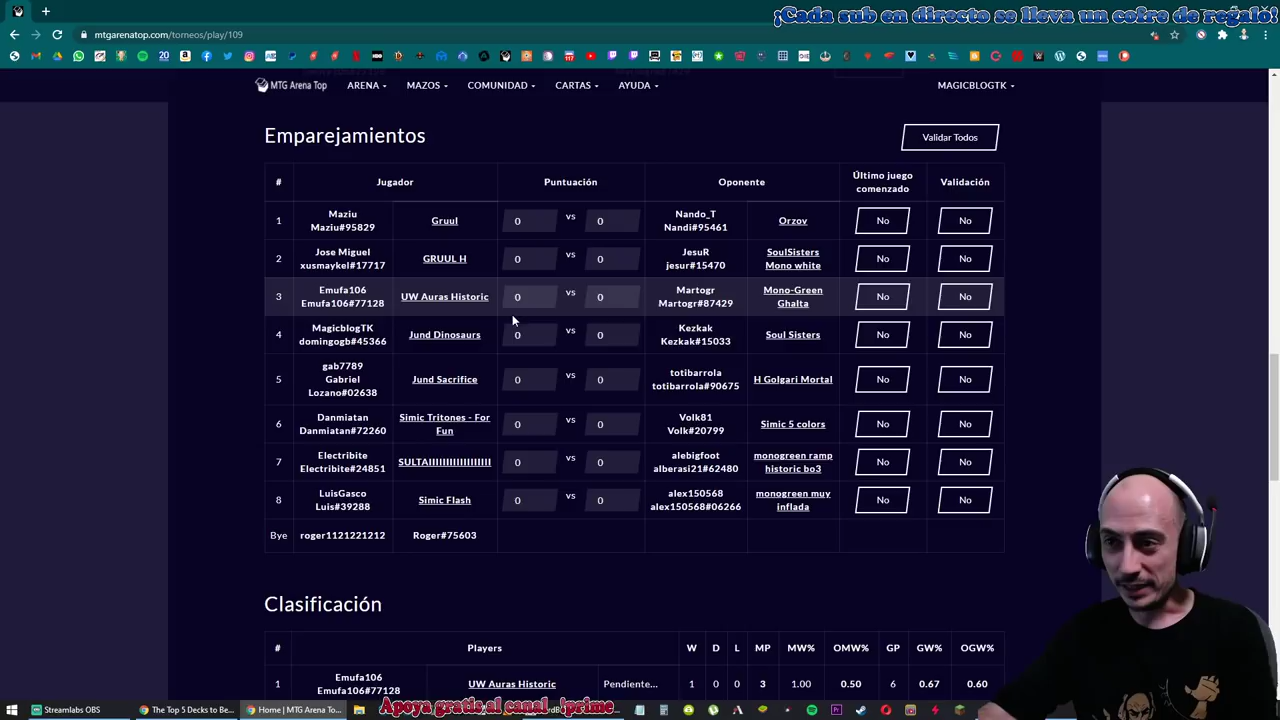 ¡Cada sub en directo se lleva un cofre de regalo!
mtgarenatop.com/torneos/play/109
MTG Arena Top
ARENA
MAZOS
COMUNIDAD
CARTAS
AYUDA
MAGICBLOGTK
Emparejamientos
Validar Todos
# Jugador Puntuación Oponente Último juego comenzado Validación
1 Maziu Gruul 0 vs 0 Nando_T Orzov No No
Maziu#95829 Nandi#95461
2 Jose Miguel GRUUL H 0 vs 0 JesuR SoulSisters No No
xusmaykel#17717 jesur#15470 Mono white
3 Emufa106 UW Auras Historic 0 vs 0 Martogr Mono-Green No No
Emufa106#77128 Martogr#87429 Ghalta
4 MagicblogTK Jund Dinosaurs 0 vs 0 Kezkak Soul Sisters No No
domingogb#45366 Kezkak#15033
5 gab7789 Jund Sacrifice 0 vs 0 totibarrola H Golgari Mortal No No
Gabriel totibarrola#90675
Lozano#02638
6 Danmiatan Simic Tritones - For 0 vs 0 Volk81 Simic 5 colors No No
Danmiatan#72260 Fun Volk#20799
7 Electribite SULTAIIIIIIIIIIIIIIIIII 0 vs 0 alebigfoot monogreen ramp No No
Electribite#24851 alberasi21#62480 historic bo3
8 LuisGasco Simic Flash 0 vs 0 alex150568 monogreen muy No No
Luis#39288 alex150568#06266 inflada
Bye roger1121221212 Roger#75603
Clasificación
# Players W D L MP MW% OMW% GP GW% OGW%
1 Emufa106 UW Auras Historic Pendiente... 1 0 0 3 1.00 0.50 6 0.67 0.60
Emufa106#77128
Apoya gratis al canal !prime
Streamlabs OBS
The Top 5 Decks to Be...
Home | MTG Arena To...